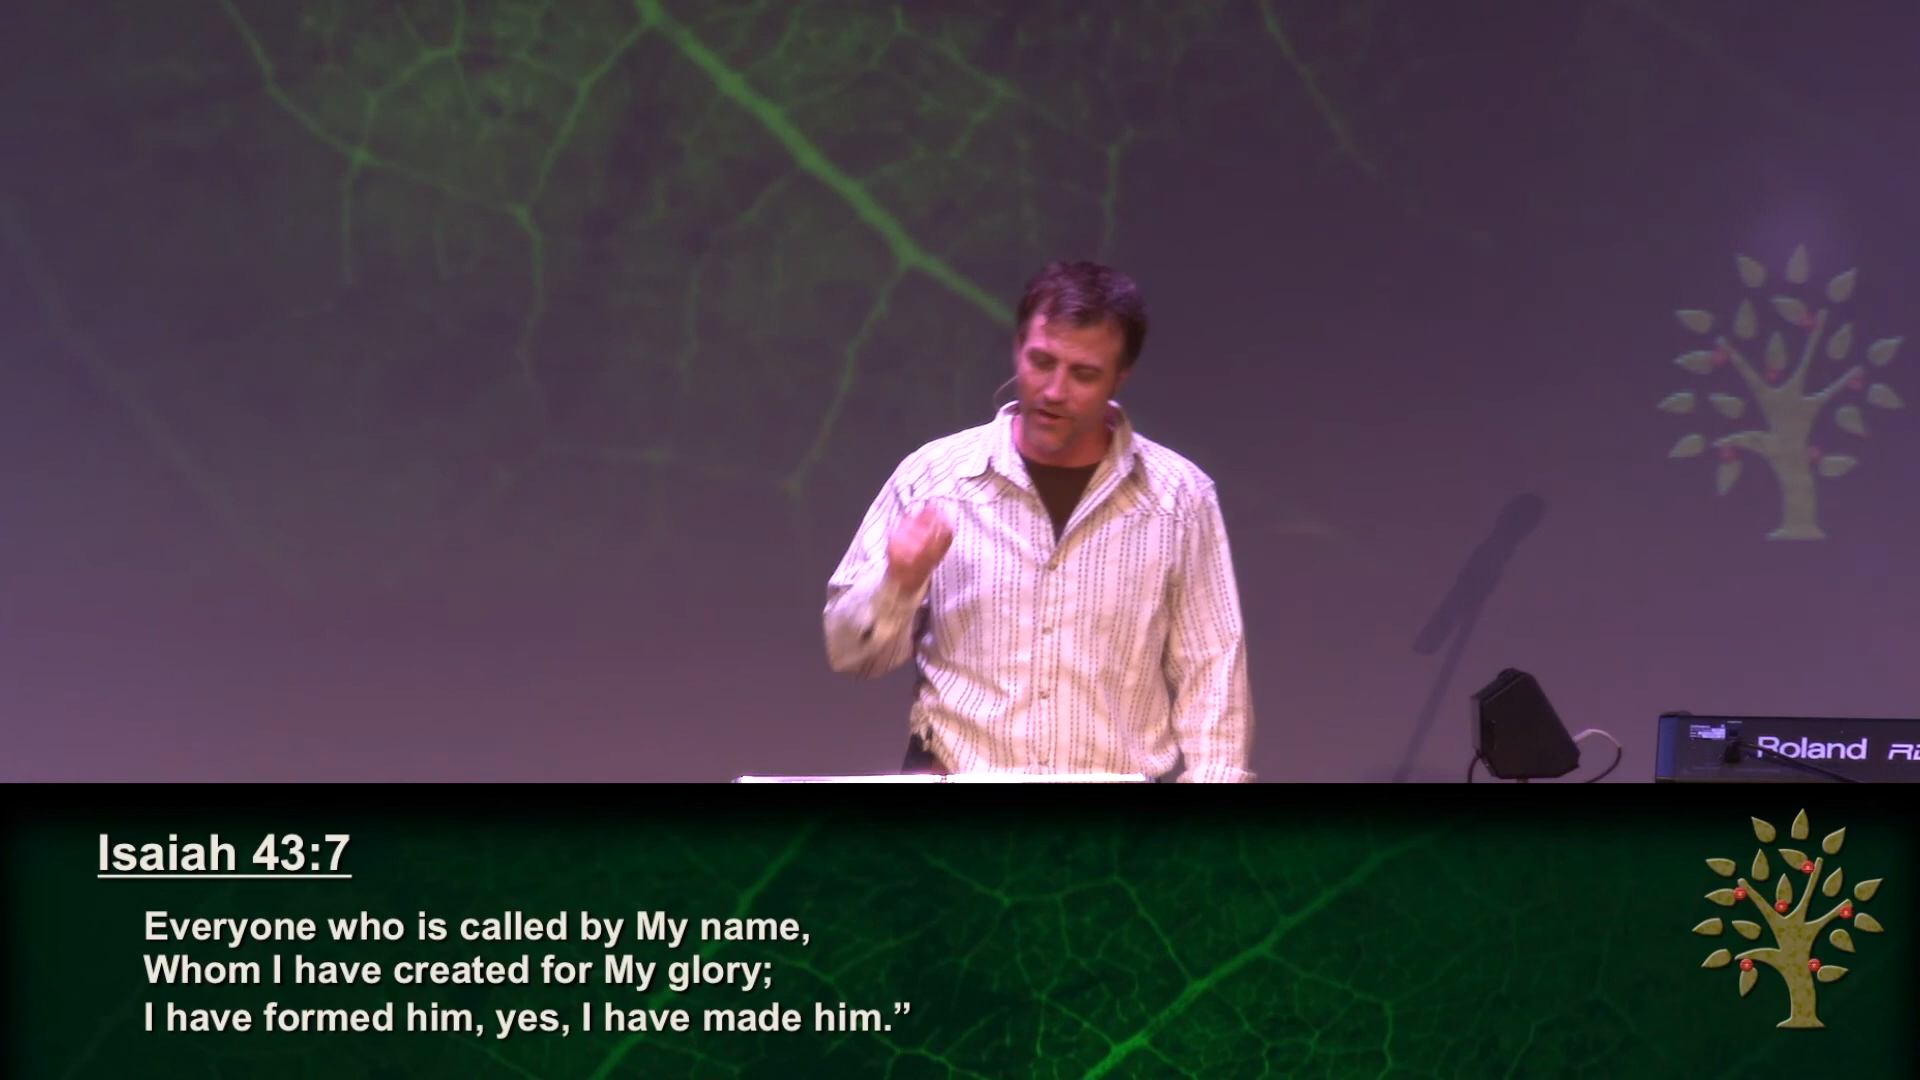 Roland
Isaiah 43:7
Everyone who is called by My name,
Whom I have created for My glory;
I have formed him, yes, I have made him.”